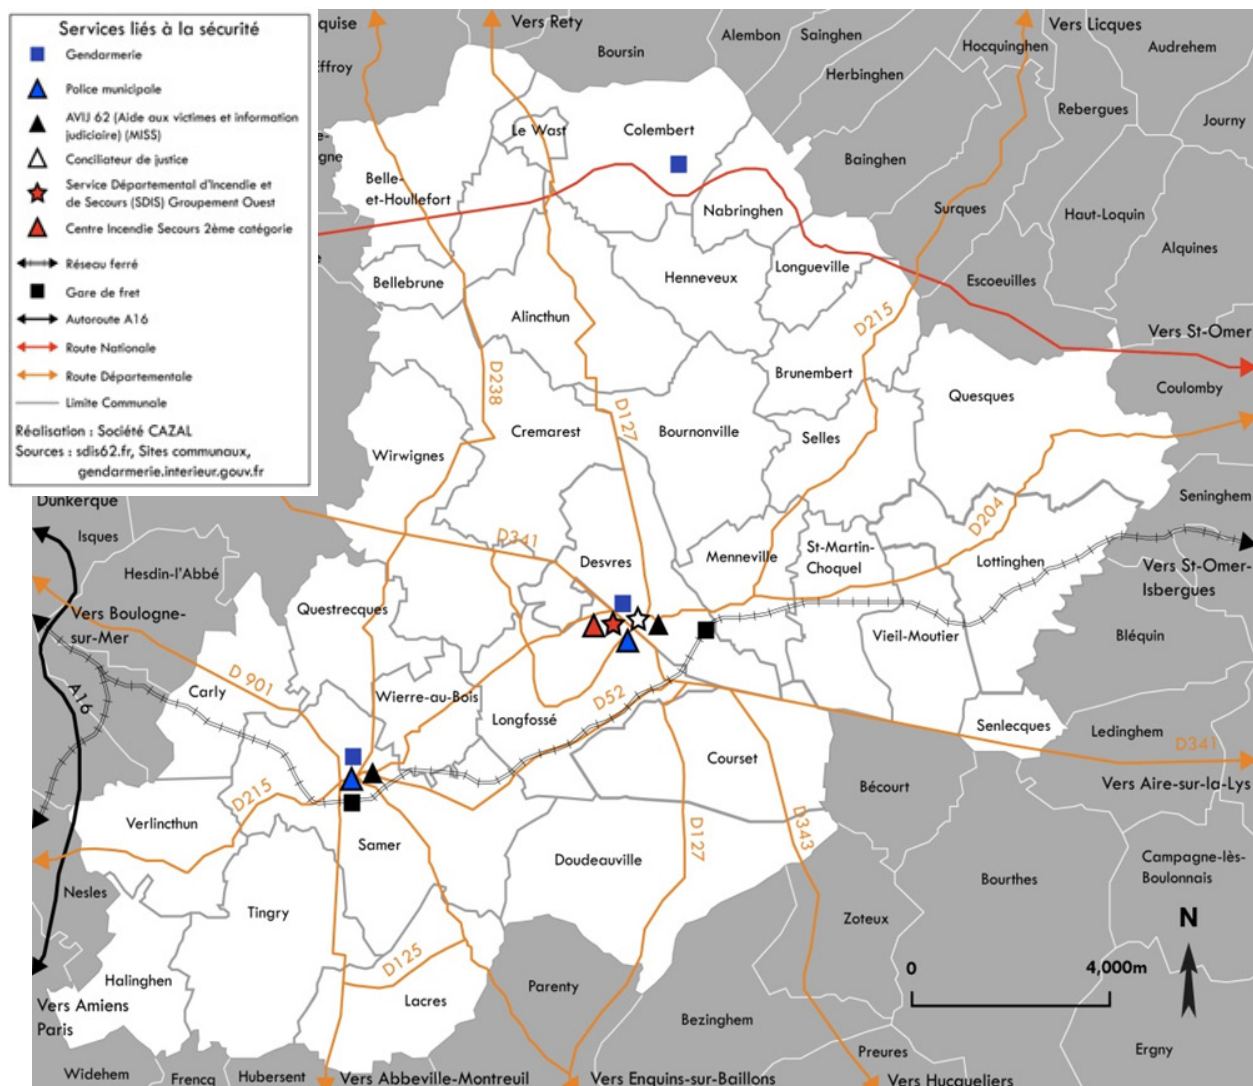 Services liés à la sécurité
Gendarmerie
Police municipale
AVIJ 62 (Aide aux victimes et information
judiciaire) (MISS)
Conciliateur de justice
Service Départemental d'Incendie et
de Secours (SDIS) Groupement Ouest
Centre Incendie Secours 2ème catégorie
Réseau ferré
Gare de fret
Autoroute A16
Route Nationale
Route Départementale
Limite Communale
Réalisation : Société CAZAL
Sources : sdis62.fr, Sites communaux,
gendarmerie.interieur.gouv.fr
quise
Vers Rety
Boursin
Alembon
Sainghen
Hocquinghen
Vers Licques
Audrehem
Effroy
Herbinghen
Rebergues
Journy
Le Wast
Colembert
Bainghen
Belle-
et-Houllefort
Nabringhen
Surques
Haut-Loquin
Alquines
Bellebrune
Henneveux
Longueville
Escoeuilles
Alincthun
D215
Vers St-Omer
D238
Brunembert
Quesques
Coulomby
Cremarest
D127
Bournonville
Selles
Wirwignes
Dunkerque
Isques
Seninghem
D204
D341
Hesdin-l'Abbé
Desvres
Menneville
St-Martin-
Choquel
Lottinghen
Vers St-Omer-
Isbergues
Vers Boulogne-
sur-Mer
Questrecques
Vieil-Moutier
Bléquin
A16
D 901
Carly
Wierre-au-Bois
D52
Longfossé
Senlecques
Ledinghem
D341
Courset
Bécourt
Vers Aire-sur-la-Lys
D215
Verlincthun
Samer
Doudeauville
D127
D343
Campagne-lès-
Boulonnais
Nesles
Bourthes
Tingry
Zoteux
N
D125
0
4,000m
Halinghen
Lacres
Parenty
Vers Amiens
Paris
Bezinghem
Preures
Ergny
Widehem
Frencq
Hubersent
Vers Abbeville-Montreuil
Vers Enquins-sur-Baillons
Vers Hucqueliers